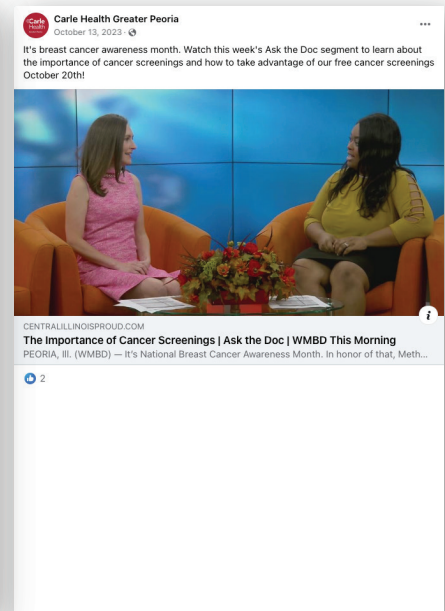 Carle Health
Carle Health Greater Peoria
October 13, 2023 ·
It's breast cancer awareness month. Watch this week's Ask the Doc segment to learn about
the importance of cancer screenings and how to take advantage of our free cancer screenings
October 20th!
i
CENTRALILLINOISPROUD.COM
The Importance of Cancer Screenings | Ask the Doc | WMBD This Morning
PEORIA, Ill. (WMBD) — It's National Breast Cancer Awareness Month. In honor of that, Meth...
2